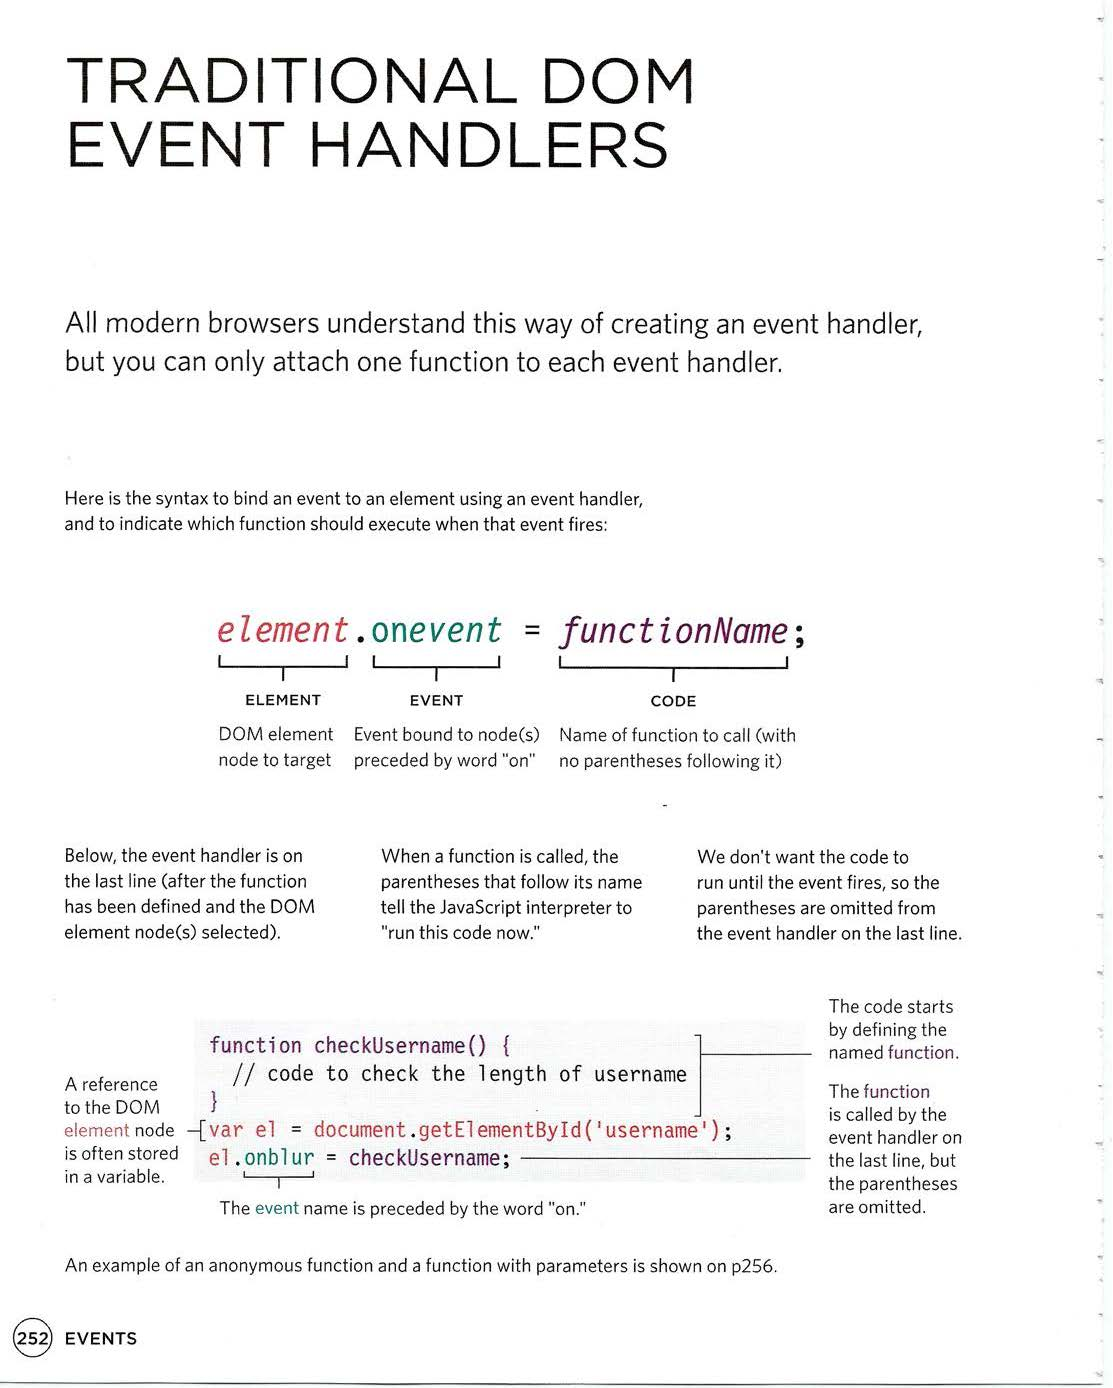 TRADITIONAL DOM
EVENT HANDLERS
All modern browsers understand this way of creating an event handler,
but you can only attach one function to each event handler.
Here is the syntax to bind an event to an element using an event handler,
and to indicate which function should execute when that event fires:
element.onevent = functionName;
ELEMENT
DOM element
node to target
EVENT
Event bound to node(s)
preceded by word "on"
CODE
Name of function to call (with
no parentheses following it)
Below, the event handler is on
the last line (after the function
has been defined and the DOM
element node(s) selected).
When a function is called, the
parentheses that follow its name
tell the JavaScript interpreter to
"run this code now."
We don't want the code to
run until the event fires, so the
parentheses are omitted from
the event handler on the last line.
A reference
to the DOM
element node
is often stored
in a variable.
function checkUsername() {
// code to check the length of username
}
var el = document.getElementById('username');
el.onblur = checkUsername;
The event name is preceded by the word "on."
The code starts
by defining the
named function.
The function
is called by the
event handler on
the last line, but
the parentheses
are omitted.
An example of an anonymous function and a function with parameters is shown on p256.
252 EVENTS